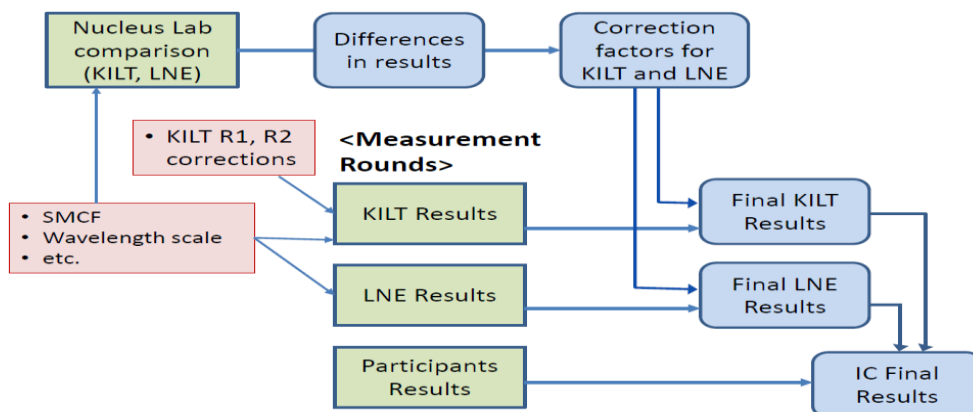 Nucleus Lab
comparison
(KILT, LNE)
Differences
in results
Correction
factors for
KILT and LNE
• KILT R1, R2
corrections
<Measurement
Rounds>
• SMCF
• Wavelength scale
• etc.
KILT Results
Final KILT
Results
LNE Results
Final LNE
Results
Participants
Results
IC Final
Results